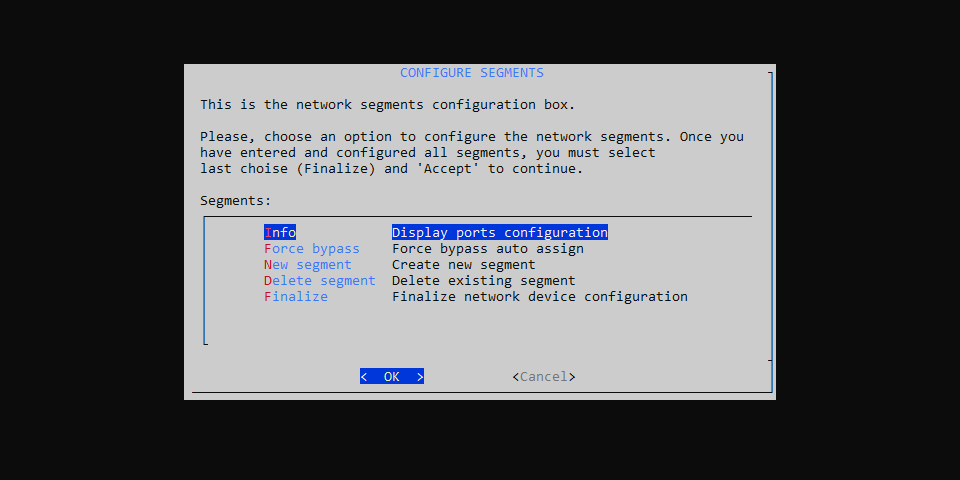 CONFIGURE SEGMENTS
This is the network segments configuration box.
Please, choose an option to configure the network segments. Once you
have entered and configured all segments, you must select
last choise (Finalize) and 'Accept' to continue.
Segments:
Info Display ports configuration
Force bypass Force bypass auto assign
New segment Create new segment
Delete segment Delete existing segment
Finalize Finalize network device configuration
< OK > <Cancel>